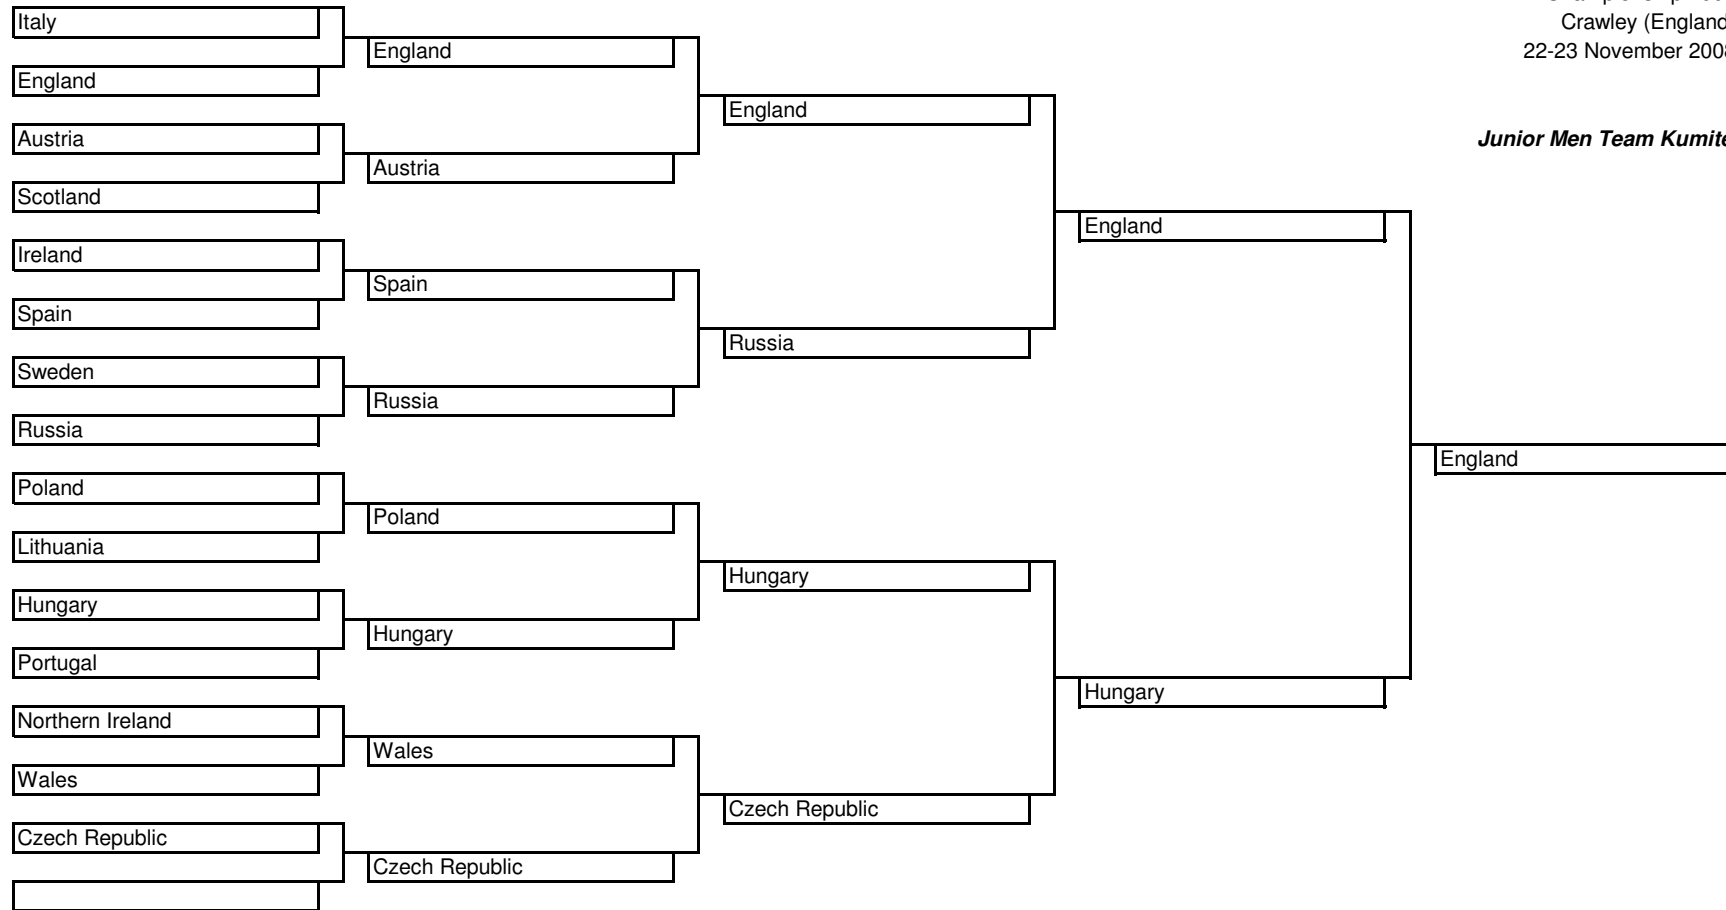 Crawley (England
22-23 November 2008
Junior Men Team Kumite
Italy
England
Austria
Scotland
Ireland
Spain
Sweden
Russia
Poland
Lithuania
Hungary
Portugal
Northern Ireland
Wales
Czech Republic
England
Austria
Spain
Russia
Poland
Hungary
Wales
Czech Republic
England
Russia
Hungary
Czech Republic
England
Hungary
England